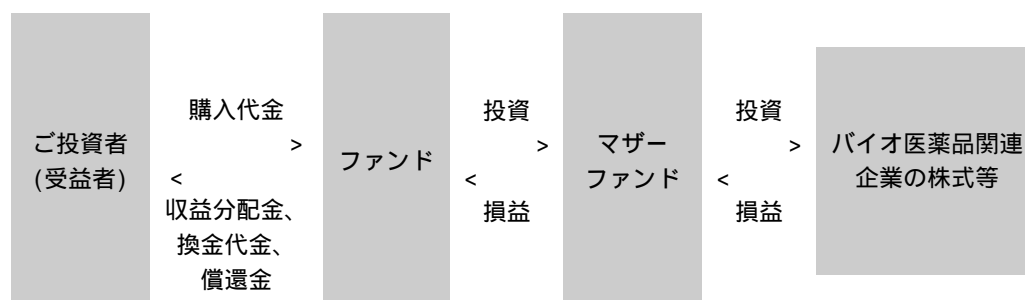 ご投資者
(受益者)
購入代金
>
<
収益分配金、
換金代金、
償還金
ファンド
投資
>
<
損益
マザー
ファンド
投資
>
<
損益
バイオ医薬品関連
企業の株式等